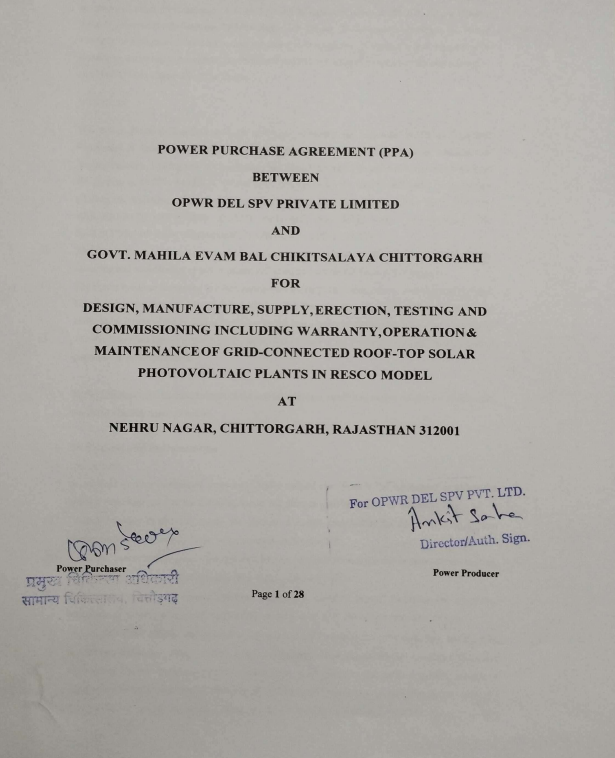 POWER PURCHASE AGREEMENT (PPA)
BETWEEN
OPWR DEL SPV PRIVATE LIMITED
AND
GOVT. MAHILA EVAM BAL CHIKITSALAYA CHITTORGARH
FOR
DESIGN, MANUFACTURE, SUPPLY, ERECTION, TESTING AND
COMMISSIONING INCLUDING WARRANTY, OPERATION &
MAINTENANCE OF GRID-CONNECTED ROOF-TOP SOLAR
PHOTOVOLTAIC PLANTS IN RESCO MODEL
AT
NEHRU NAGAR, CHITTORGARH, RAJASTHAN 312001
For OPWR DEL SPV PVT. LTD.
Ankit Saha
Director/Auth. Sign.
Power Purchaser
Power Producer
प्रमुख चिकित्सा अधिकारी
सामान्य चिकित्सालय, चित्तौड़गढ़
Page 1 of 28